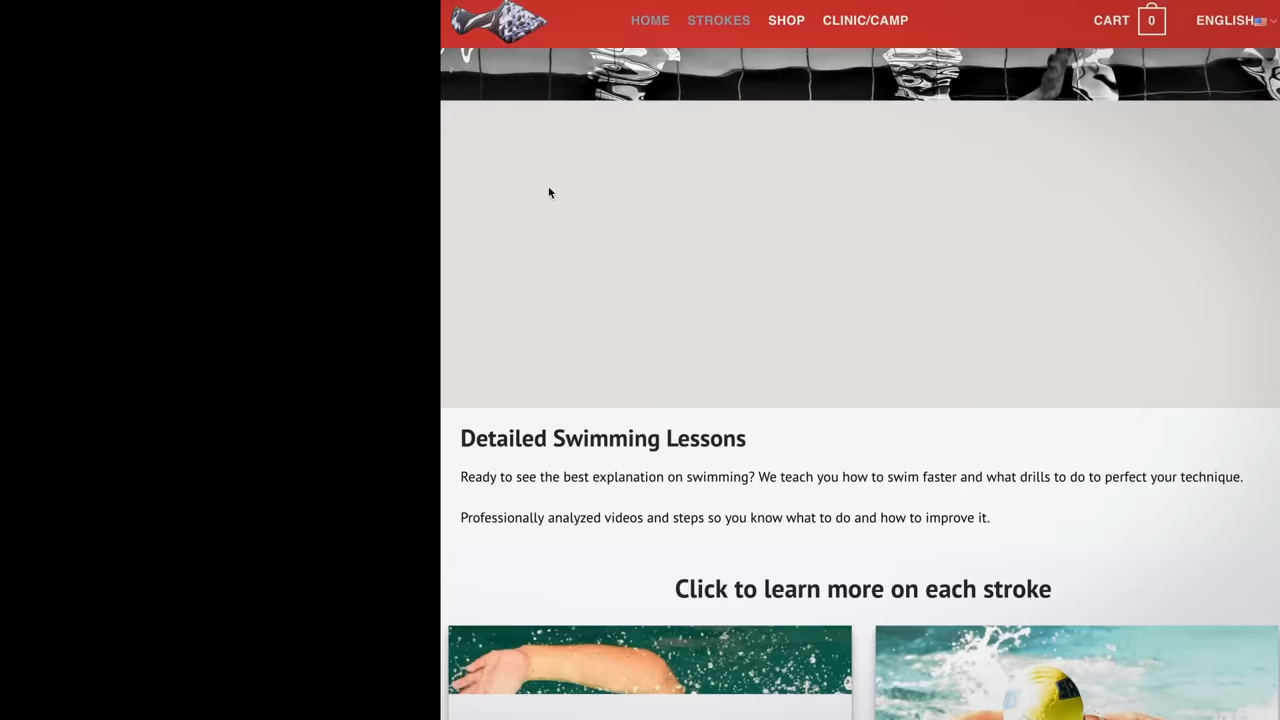 HOME STROKES SHOP CLINIC/CAMP CART 0 ENGLISH
Detailed Swimming Lessons
Ready to see the best explanation on swimming? We teach you how to swim faster and what drills to do to perfect your technique.
Professionally analyzed videos and steps so you know what to do and how to improve it.
Click to learn more on each stroke